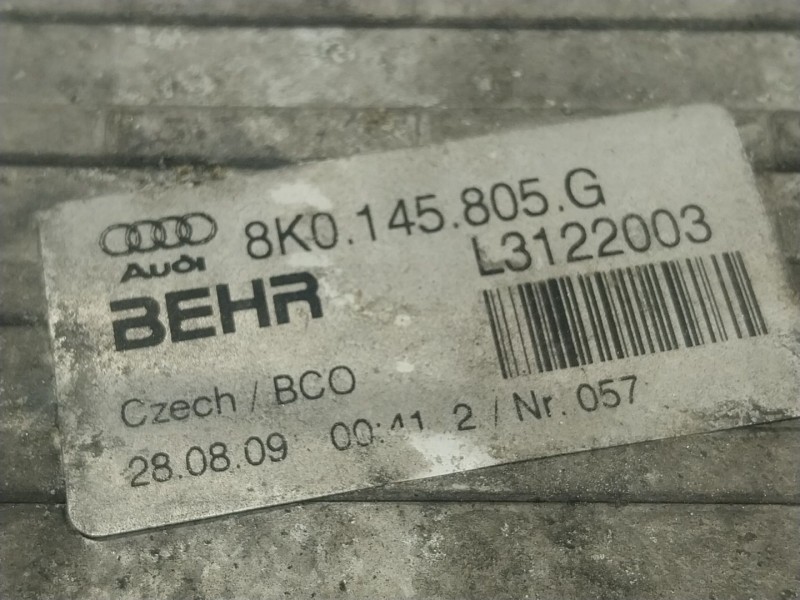 8K0.145.805.G
AUDI
L3122003
BEHR
Czech / BCO
28.08.09 00:41 2 / Nr. 057